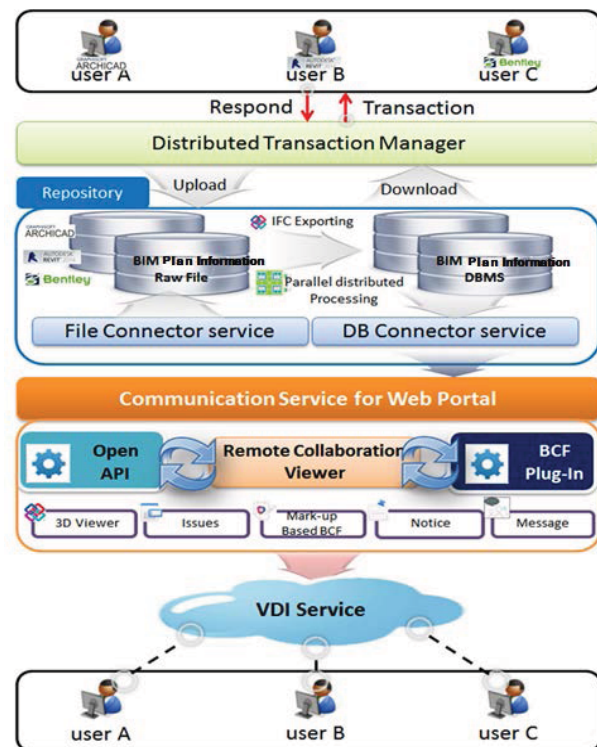 GRAPHISOFT
ARCHICAD
user A
AUTODESK
REVIT
user B
Bentley
user C
Respond
Transaction
Distributed Transaction Manager
Repository
Upload
Download
GRAPHISOFT
ARCHICAD
AUTODESK
REVIT
Bentley
BIM Plan Information
Raw File
IFC Exporting
Parallel distributed
Processing
BIM Plan Information
DBMS
File Connector service
DB Connector service
Communication Service for Web Portal
Open
API
Remote Collaboration
Viewer
BCF
Plug-In
3D Viewer
Issues
Mark-up
Based BCF
Notice
Message
VDI Service
user A
user B
user C